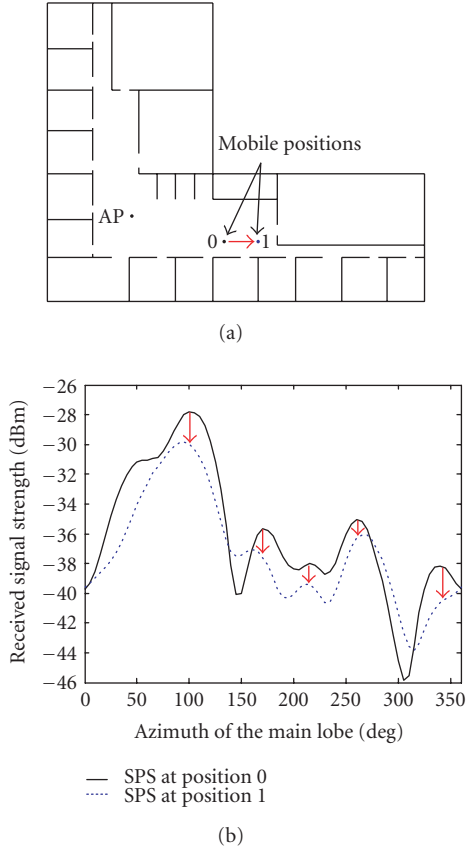 Mobile positions
AP
0
1
(a)
−26
−28
−30
−32
−34
−36
−38
−40
−42
−44
−46
Received signal strength (dBm)
0 50 100 150 200 250 300 350
Azimuth of the main lobe (deg)
SPS at position 0
SPS at position 1
(b)